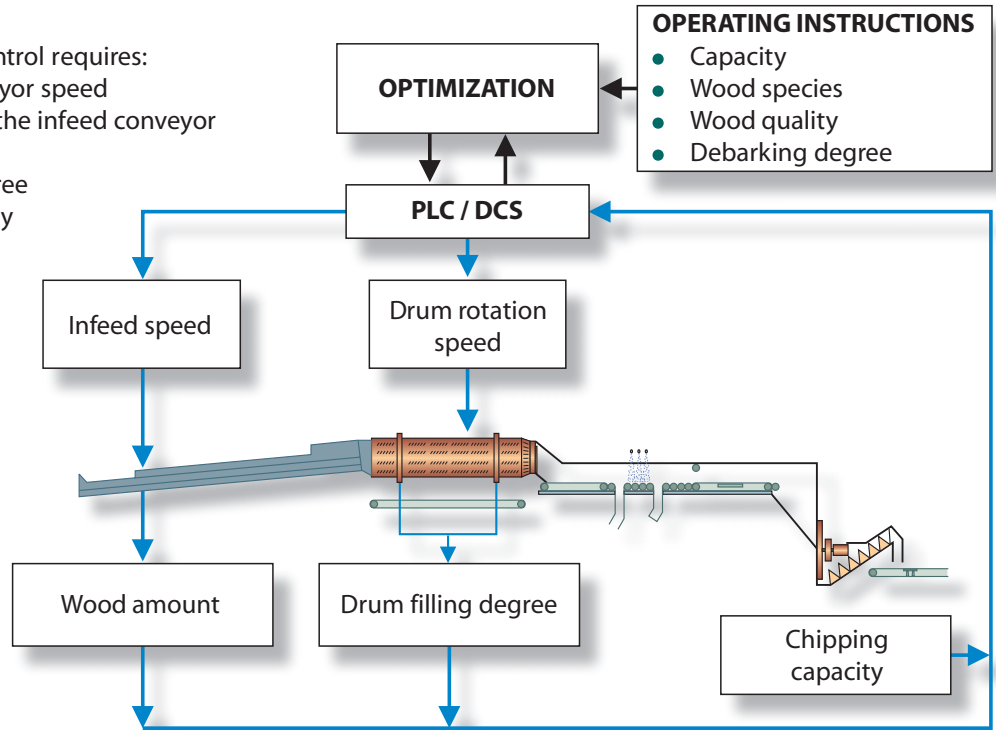 ntrol requires:
yor speed
the infeed conveyor
ree
y
OPTIMIZATION
OPERATING INSTRUCTIONS
• Capacity
• Wood species
• Wood quality
• Debarking degree
PLC / DCS
Infeed speed
Drum rotation
speed
Wood amount
Drum filling degree
Chipping
capacity